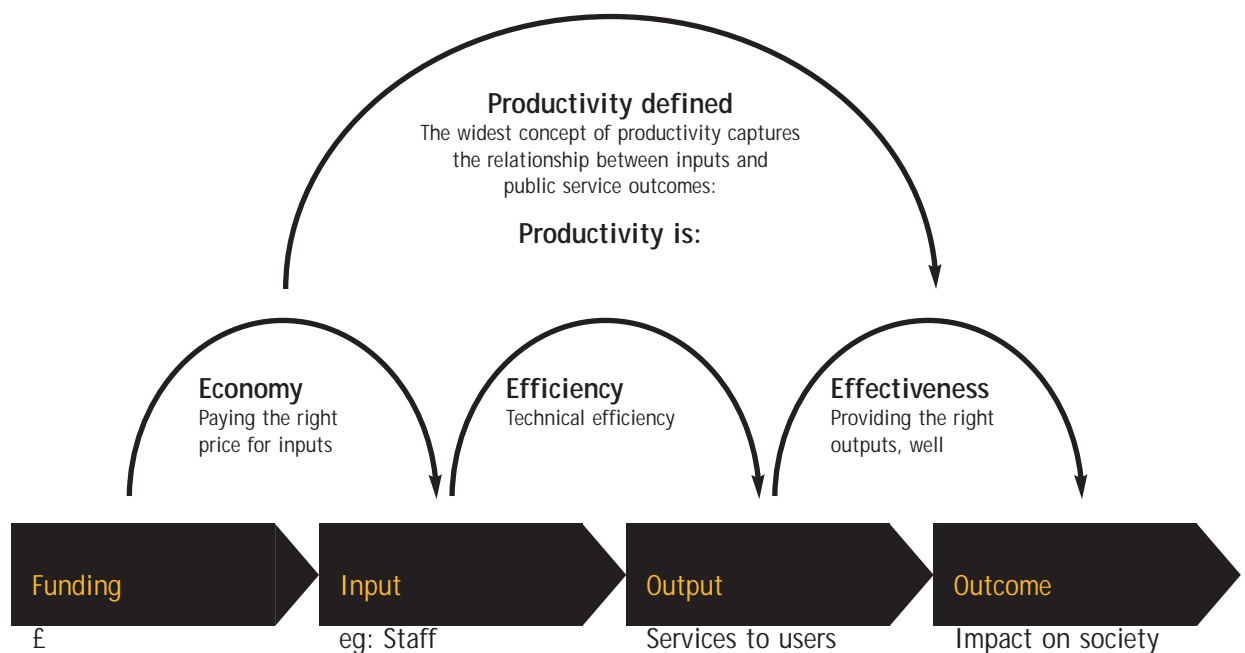 Productivity defined
The widest concept of productivity captures
the relationship between inputs and
public service outcomes:
Productivity is:
Economy
Paying the right
price for inputs
Efficiency
Technical efficiency
Effectiveness
Providing the right
outputs, well
Funding
£
Input
eg: Staff
Output
Services to users
Outcome
Impact on society